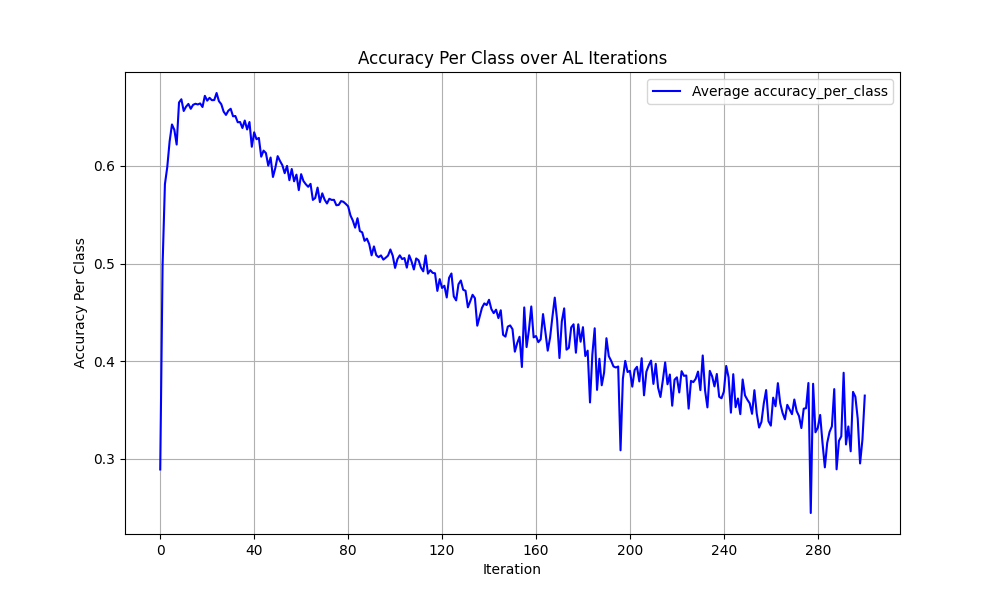 Accuracy Per Class over AL Iterations
Average accuracy_per_class
Accuracy Per Class
0.6
0.5
0.4
0.3
0 40 80 120 160 200 240 280
Iteration